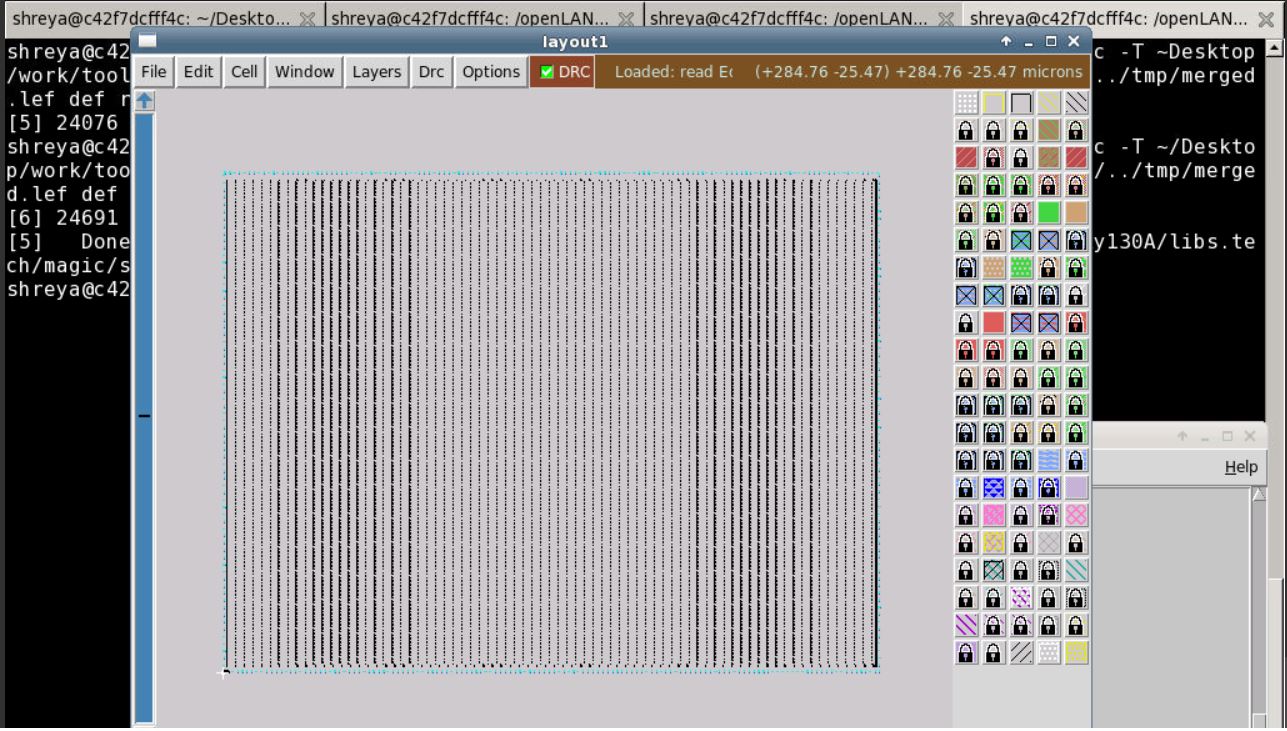 shreya@c42f7dcfff4c: ~/Deskto... shreya@c42f7dcfff4c: /openLAN... shreya@c42f7dcfff4c: /openLAN... shreya@c42f7dcfff4c: /openLAN...
layout1
File Edit Cell Window Layers Drc Options DRC Loaded: read (+284.76 -25.47) +284.76 -25.47 microns
shreya@c42 c -T ~Desktop
/work/tool ../tmp/merged
.lef def r
[5] 24076
shreya@c42 c -T ~/Deskto
p/work/too /../tmp/merge
d.lef def
[6] 24691
[5] Done y130A/libs.te
ch/magic/s
shreya@c42
Help